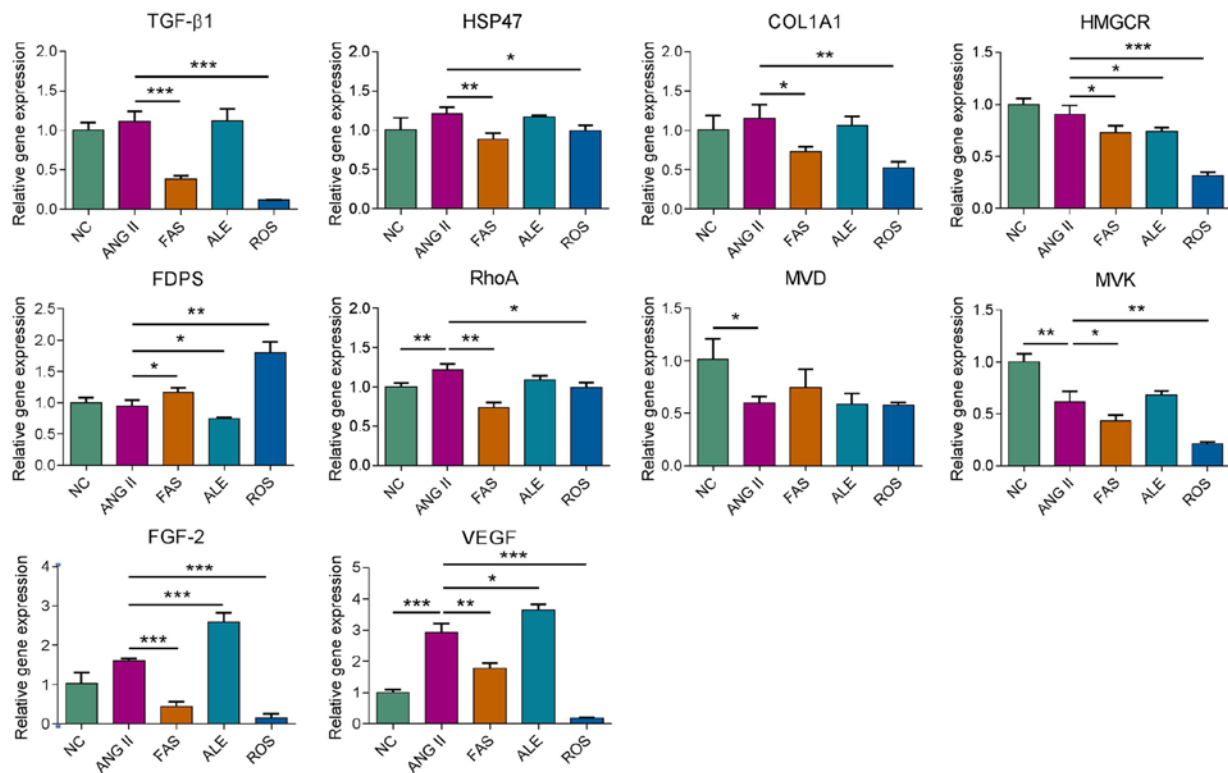 TGF-β1
HSP47
COL1A1
HMGCR
Relative gene expression
2.0
1.5
1.0
0.5
0.0
***
***
NC
ANG II
FAS
ALE
ROS
Relative gene expression
2.0
1.5
1.0
0.5
0.0
*
**
NC
ANG II
FAS
ALE
ROS
Relative gene expression
2.0
1.5
1.0
0.5
0.0
**
*
NC
ANG II
FAS
ALE
ROS
Relative gene expression
1.5
1.0
0.5
0.0
***
*
*
NC
ANG II
FAS
ALE
ROS
FDPS
RhoA
MVD
MVK
Relative gene expression
2.5
2.0
1.5
1.0
0.5
0.0
**
*
*
NC
ANG II
FAS
ALE
ROS
Relative gene expression
2.0
1.5
1.0
0.5
0.0
*
** **
NC
ANG II
FAS
ALE
ROS
Relative gene expression
1.5
1.0
0.5
0.0
*
NC
ANG II
FAS
ALE
ROS
Relative gene expression
1.5
1.0
0.5
0.0
**
** *
NC
ANG II
FAS
ALE
ROS
FGF-2
VEGF
Relative gene expression
4
3
2
1
0
***
***
***
NC
ANG II
FAS
ALE
ROS
Relative gene expression
5
4
3
2
1
0
***
*
*** **
NC
ANG II
FAS
ALE
ROS